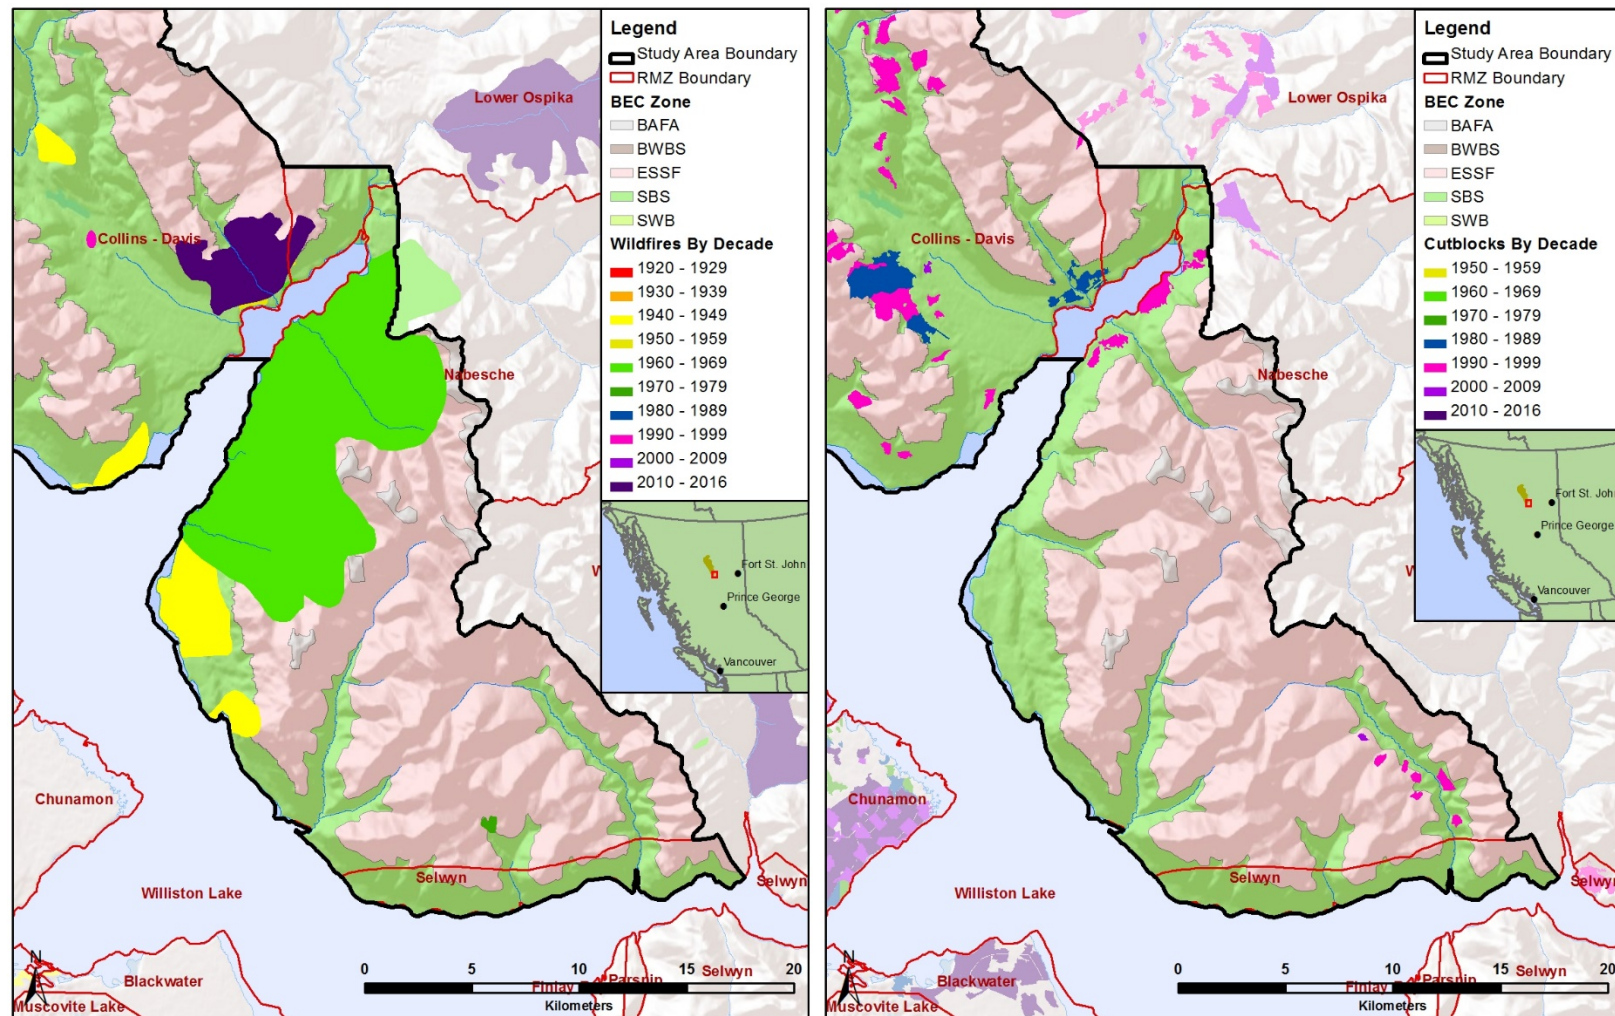 Legend
Study Area Boundary
RMZ Boundary
BEC Zone
BAFA
BWBS
ESSF
SBS
SWB
Wildfires By Decade
1920 - 1929
1930 - 1939
1940 - 1949
1950 - 1959
1960 - 1969
1970 - 1979
1980 - 1989
1990 - 1999
2000 - 2009
2010 - 2016
Fort St. John
Prince George
Vancouver
Lower Ospika
Collins - Davis
Nabesche
W
Chunamon
Selwyn
Selwyn
Williston Lake
N
Blackwater
Muscovite Lake
Finlay
Parsnip
Selwyn
0 5 10 15 20
Kilometers
Legend
Study Area Boundary
RMZ Boundary
BEC Zone
BAFA
BWBS
ESSF
SBS
SWB
Cutblocks By Decade
1950 - 1959
1960 - 1969
1970 - 1979
1980 - 1989
1990 - 1999
2000 - 2009
2010 - 2016
Fort St. Joh
Prince George
Vancouver
Lower Ospika
Collins - Davis
Nabesche
W
Chunamon
Selwyn
Selwy
Williston Lake
N
Blackwater
Muscovite Lake
Finlay
Parsnip
Selwyn
0 5 10 15 20
Kilometers